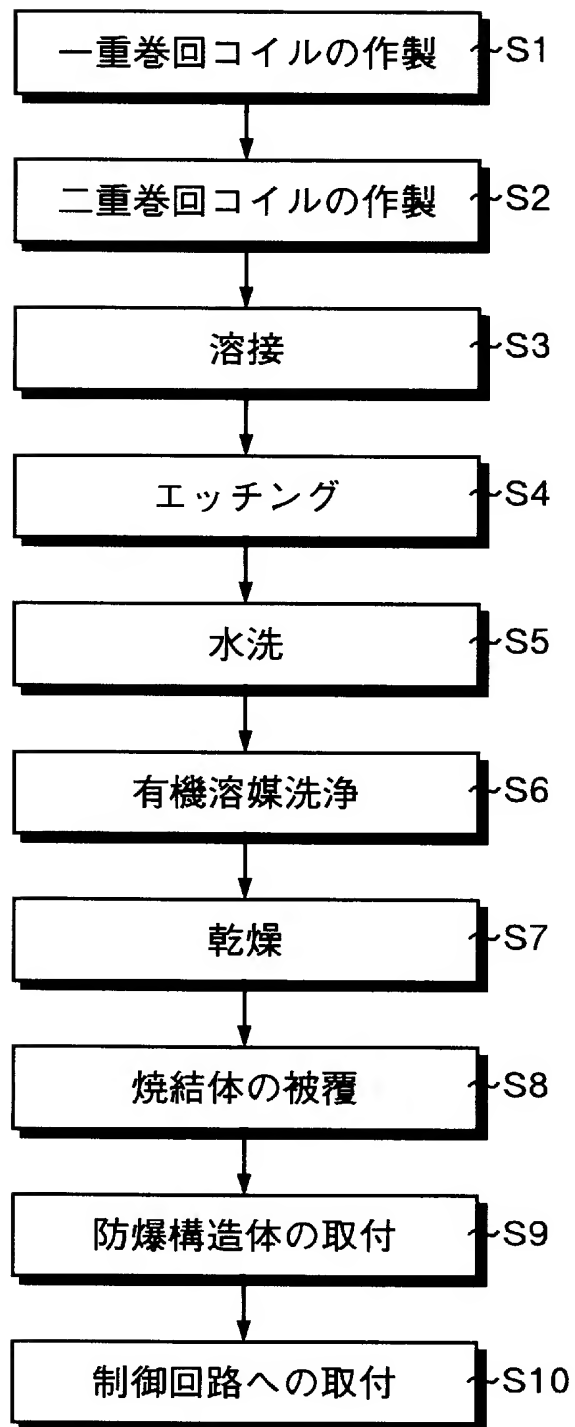 一重巻回コイルの作製 S1
二重巻回コイルの作製 S2
溶接 S3
エッチング S4
水洗 S5
有機溶媒洗浄 S6
乾燥 S7
焼結体の被覆 S8
防爆構造体の取付 S9
制御回路への取付 S10